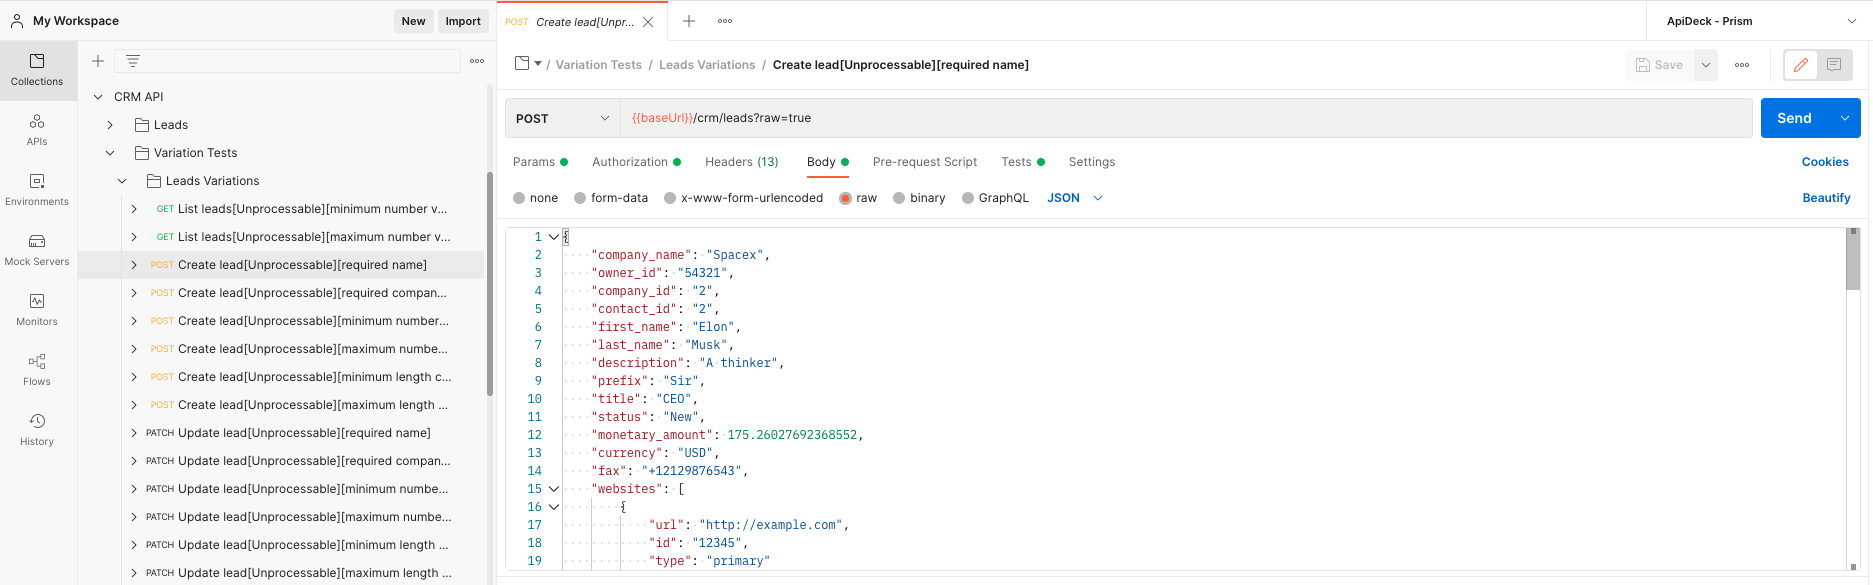 My Workspace
New
Import
POST Create lead[Unpr...
ApiDeck - Prism
Collections
APIs
Environments
Mock Servers
Monitors
Flows
History
CRM API
Leads
Variation Tests
Leads Variations
GET List leads[Unprocessable][minimum number v...
GET List leads[Unprocessable][maximum number v...
POST Create lead[Unprocessable][required name]
POST Create lead[Unprocessable][required compan...
POST Create lead[Unprocessable][minimum number...
POST Create lead[Unprocessable][maximum numbe...
POST Create lead[Unprocessable][minimum length c...
POST Create lead[Unprocessable][maximum length ...
PATCH Update lead[Unprocessable][required name]
PATCH Update lead[Unprocessable][required compan...
PATCH Update lead[Unprocessable][minimum numbe...
PATCH Update lead[Unprocessable][maximum numbe...
PATCH Update lead[Unprocessable][minimum length ...
PATCH Update lead[Unprocessable][maximum length ...
/ Variation Tests / Leads Variations / Create lead[Unprocessable][required name]
Save
POST {{baseUrl}}/crm/leads?raw=true
Send
Params Authorization Headers (13) Body Pre-request Script Tests Settings
Cookies
none form-data x-www-form-urlencoded raw binary GraphQL JSON
Beautify
1 {
2 "company_name": "Spacex",
3 "owner_id": "54321",
4 "company_id": "2",
5 "contact_id": "2",
6 "first_name": "Elon",
7 "last_name": "Musk",
8 "description": "A thinker",
9 "prefix": "Sir",
10 "title": "CEO",
11 "status": "New",
12 "monetary_amount": 175.26027692368552,
13 "currency": "USD",
14 "fax": "+12129876543",
15 "websites": [
16 {
17 "url": "http://example.com",
18 "id": "12345",
19 "type": "primary"